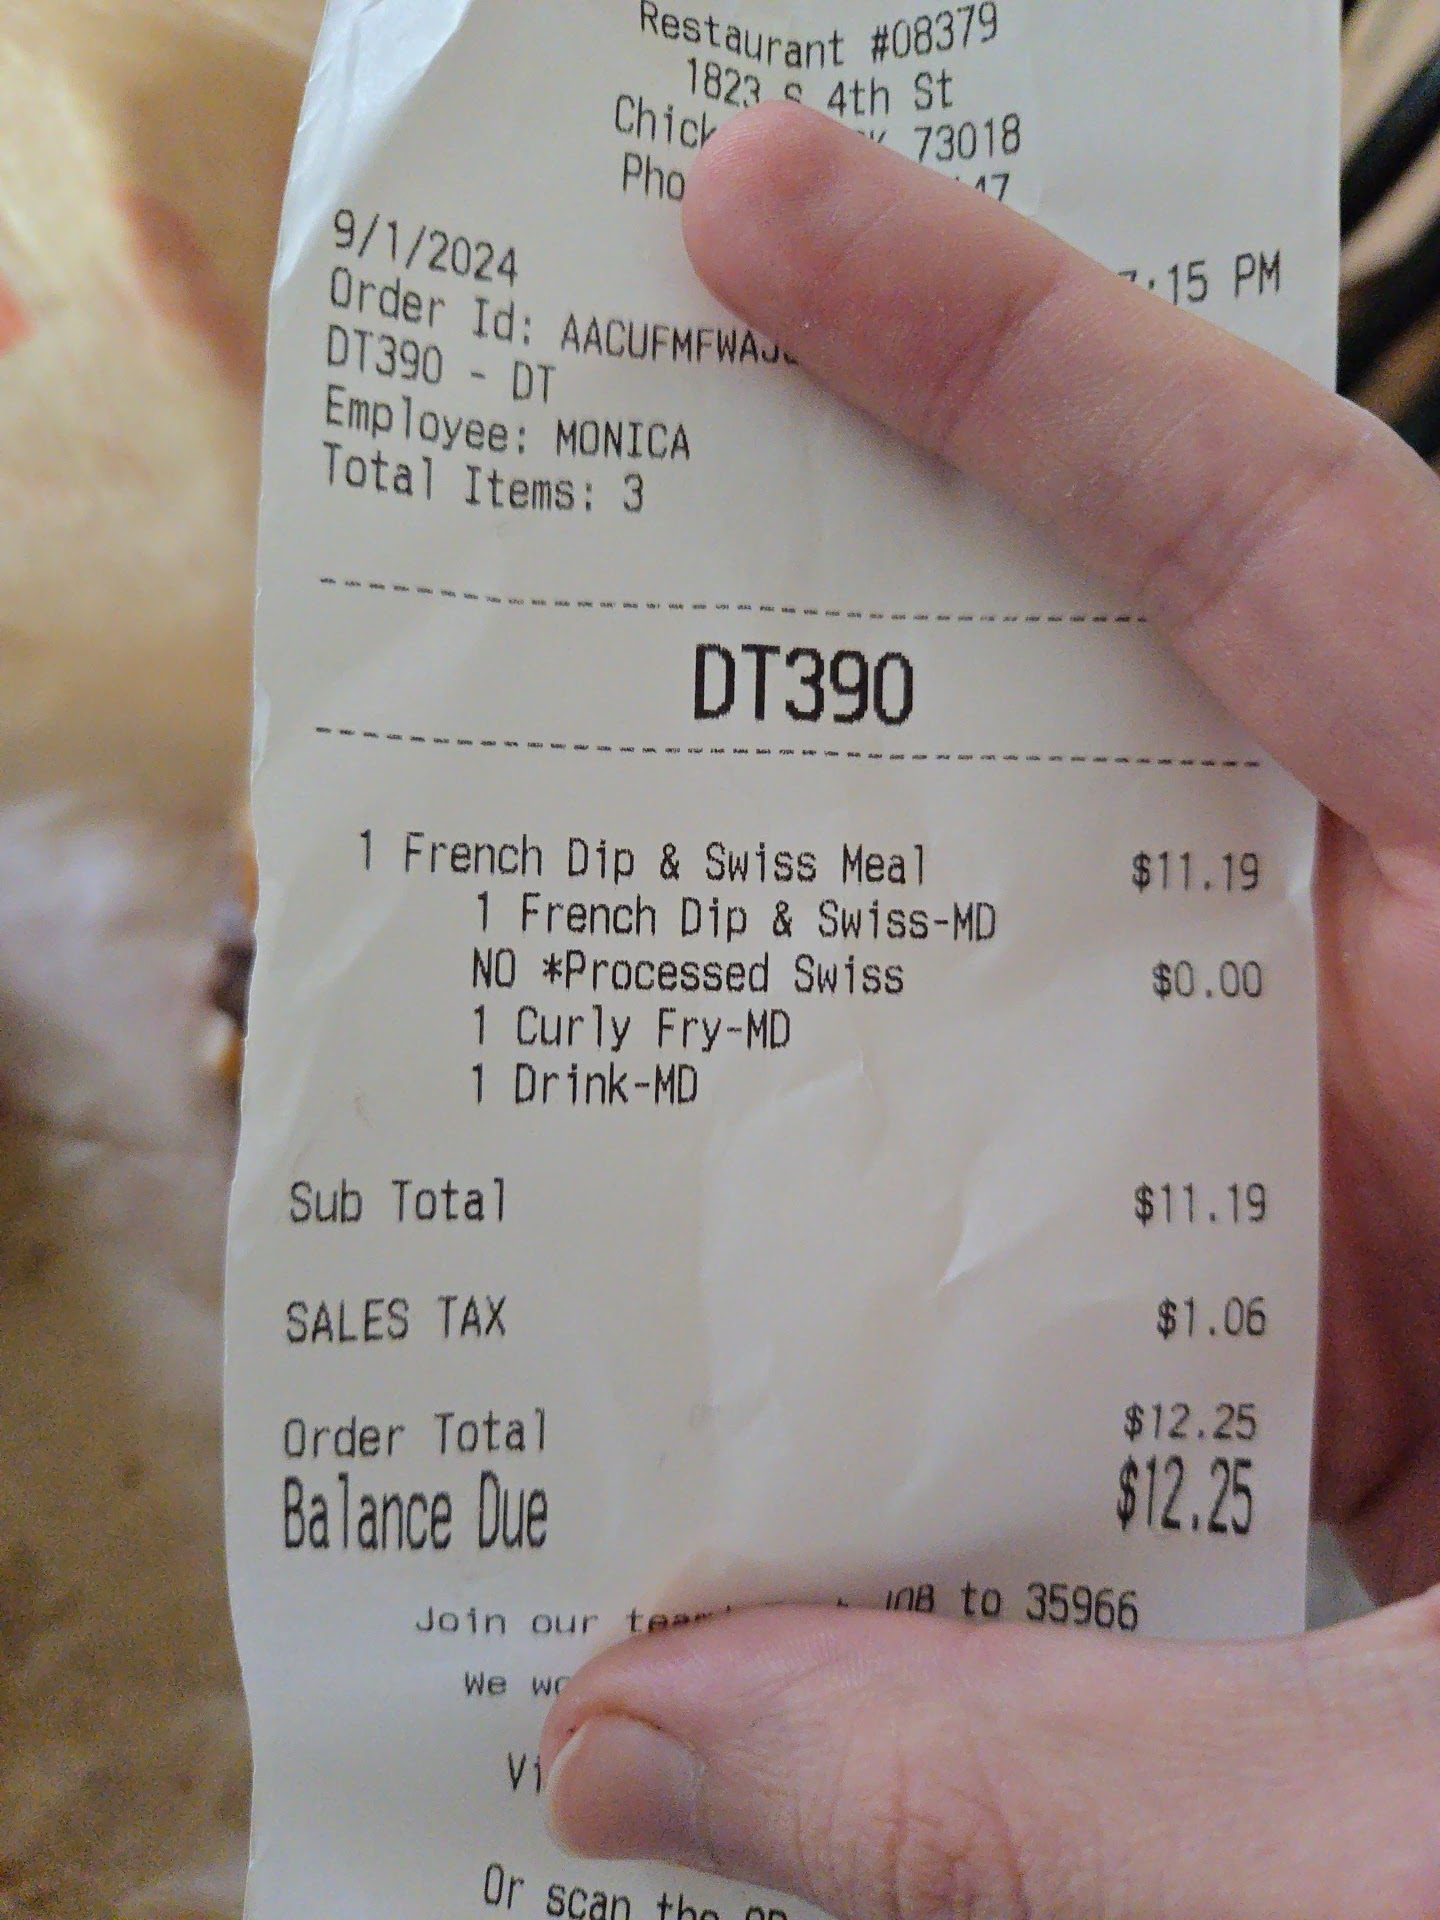 Restaurant #08379
1823 S 4th St
73018
9/1/2024 :15 PM
Order Id:
DT390 - DT
Employee: MONICA
Total Items: 3
DT390
1 French Dip & Swiss Meal $11.19
1 French Dip & Swiss-MD
NO *Processed Swiss $0.00
1 Curly Fry-MD
1 Drink-MD
Sub Total $11.19
SALES TAX $1.06
Order Total $12.25
Balance Due $12.25
Join our to 35966
We
Or scan the